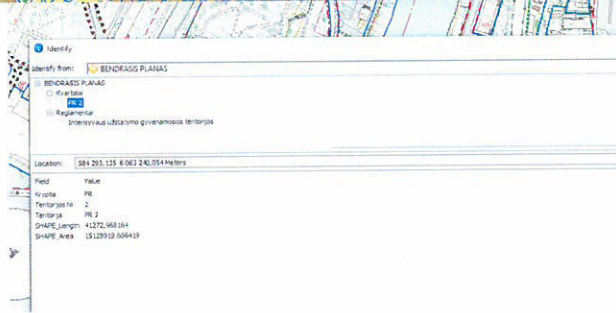 Identify
Identify from: BENDRASIS PLANAS
BENDRASIS PLANAS
Kvartalai
PR 2
Reglamentai
Intensyvaus užstatymo gyvenamosios teritorijos
Location: 584 293,135 6 063 240,054 Meters
Field Value
Kryptis PR
Teritorijos Nr 2
Teritorija PR 2
SHAPE_Length 41272,968164
SHAPE_Area 15129913,606419